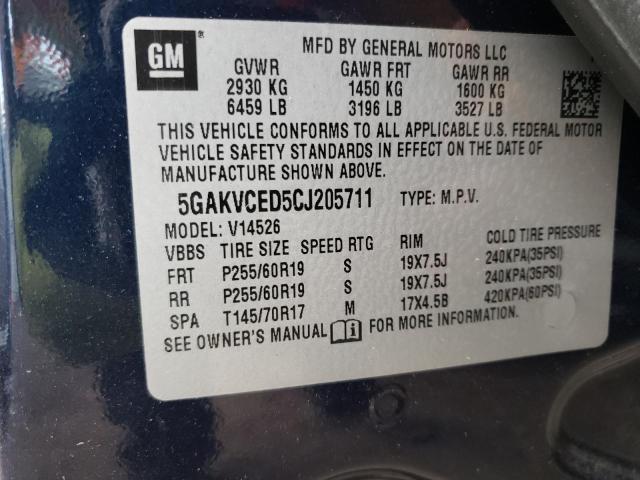 GM ®
MFD BY GENERAL MOTORS LLC
GVWR GAWR FRT GAWR RR
2930 KG 1450 KG 1600 KG
6459 LB 3196 LB 3527 LB
THIS VEHICLE CONFORMS TO ALL APPLICABLE U.S. FEDERAL MOTOR
VEHICLE SAFETY STANDARDS IN EFFECT ON THE DATE OF
MANUFACTURE SHOWN ABOVE.
5GAKVCED5CJ205711 TYPE: M.P.V.
MODEL: V14526
VBBS TIRE SIZE SPEED RTG RIM COLD TIRE PRESSURE
FRT P255/60R19 S 19X7.5J 240KPA(35PSI)
RR P255/60R19 S 19X7.5J 240KPA(35PSI)
SPA T145/70R17 M 17X4.5B 420KPA(60PSI)
SEE OWNER'S MANUAL FOR MORE INFORMATION.